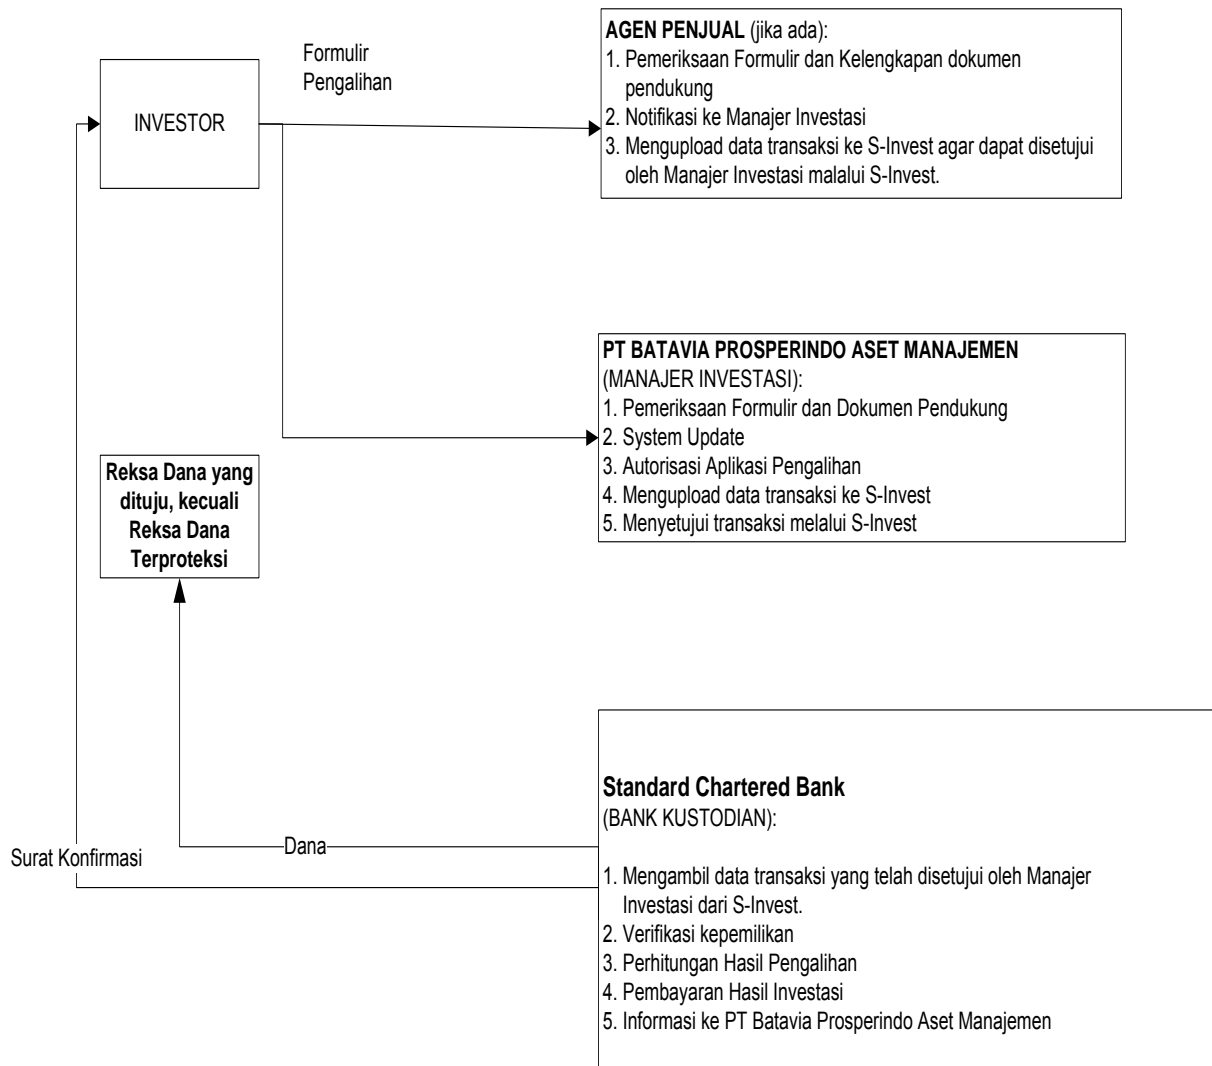 Formulir
Pengalihan
INVESTOR
AGEN PENJUAL (jika ada):
1. Pemeriksaan Formulir dan Kelengkapan dokumen
pendukung
2. Notifikasi ke Manajer Investasi
3. Mengupload data transaksi ke S-Invest agar dapat disetujui
oleh Manajer Investasi malalui S-Invest.
PT BATAVIA PROSPERINDO ASET MANAJEMEN
(MANAJER INVESTASI):
1. Pemeriksaan Formulir dan Dokumen Pendukung
2. System Update
3. Autorisasi Aplikasi Pengalihan
4. Mengupload data transaksi ke S-Invest
5. Menyetujui transaksi melalui S-Invest
Reksa Dana yang
dituju, kecuali
Reksa Dana
Terproteksi
Standard Chartered Bank
(BANK KUSTODIAN):
1. Mengambil data transaksi yang telah disetujui oleh Manajer
Investasi dari S-Invest.
2. Verifikasi kepemilikan
3. Perhitungan Hasil Pengalihan
4. Pembayaran Hasil Investasi
5. Informasi ke PT Batavia Prosperindo Aset Manajemen
Dana
Surat Konfirmasi